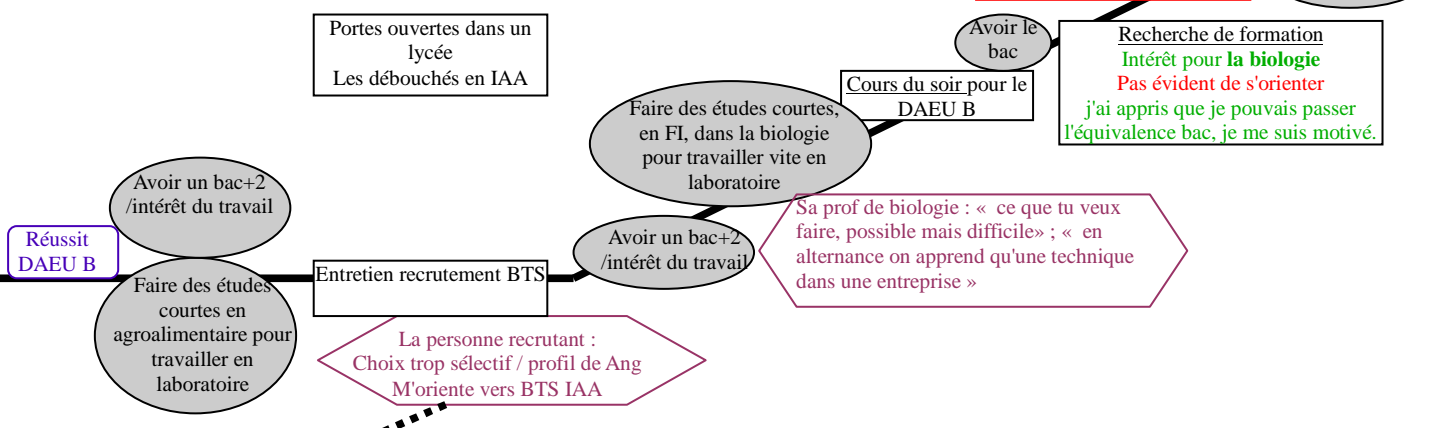 Portes ouvertes dans un
lycée
Les débouchés en IAA
Avoir le
bac
Recherche de formation
Intérêt pour la biologie
Pas évident de s'orienter
j'ai appris que je pouvais passer
l'équivalence bac, je me suis motivé.
Cours du soir pour le
DAEU B
Faire des études courtes,
en FI, dans la biologie
pour travailler vite en
laboratoire
Avoir un bac+2
/intérêt du travail
Réussit
DAEU B
Faire des études
courtes en
agroalimentaire pour
travailler en
laboratoire
Entretien recrutement BTS
Avoir un bac+2
/intérêt du travail
Sa prof de biologie : « ce que tu veux
faire, possible mais difficile» ; « en
alternance on apprend qu'une technique
dans une entreprise »
La personne recrutant :
Choix trop sélectif / profil de Ang
M'oriente vers BTS IAA